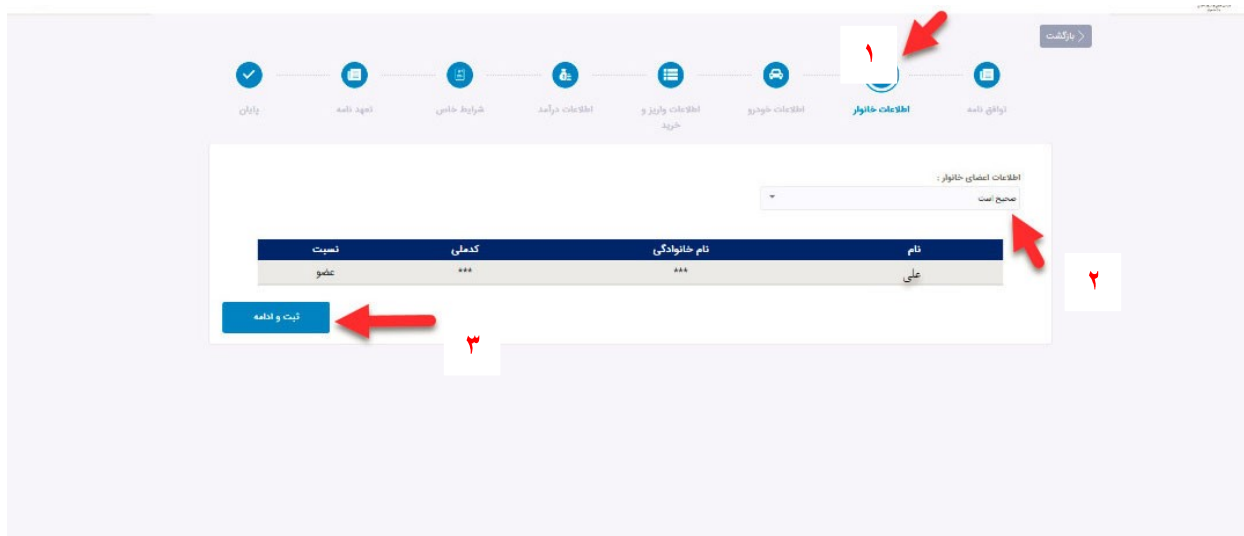 بازگشت
۱
توافق نامه
اطلاعات خانوار
اطلاعات خودرو
اطلاعات واریز و
خرید
اطلاعات درآمد
شرایط خاص
تعهد نامه
پایان
اطلاعات اعضای خانوار :
صحیح است
۲
نام نام خانوادگی کدملی نسبت
علی *** *** عضو
ثبت و ادامه
۳